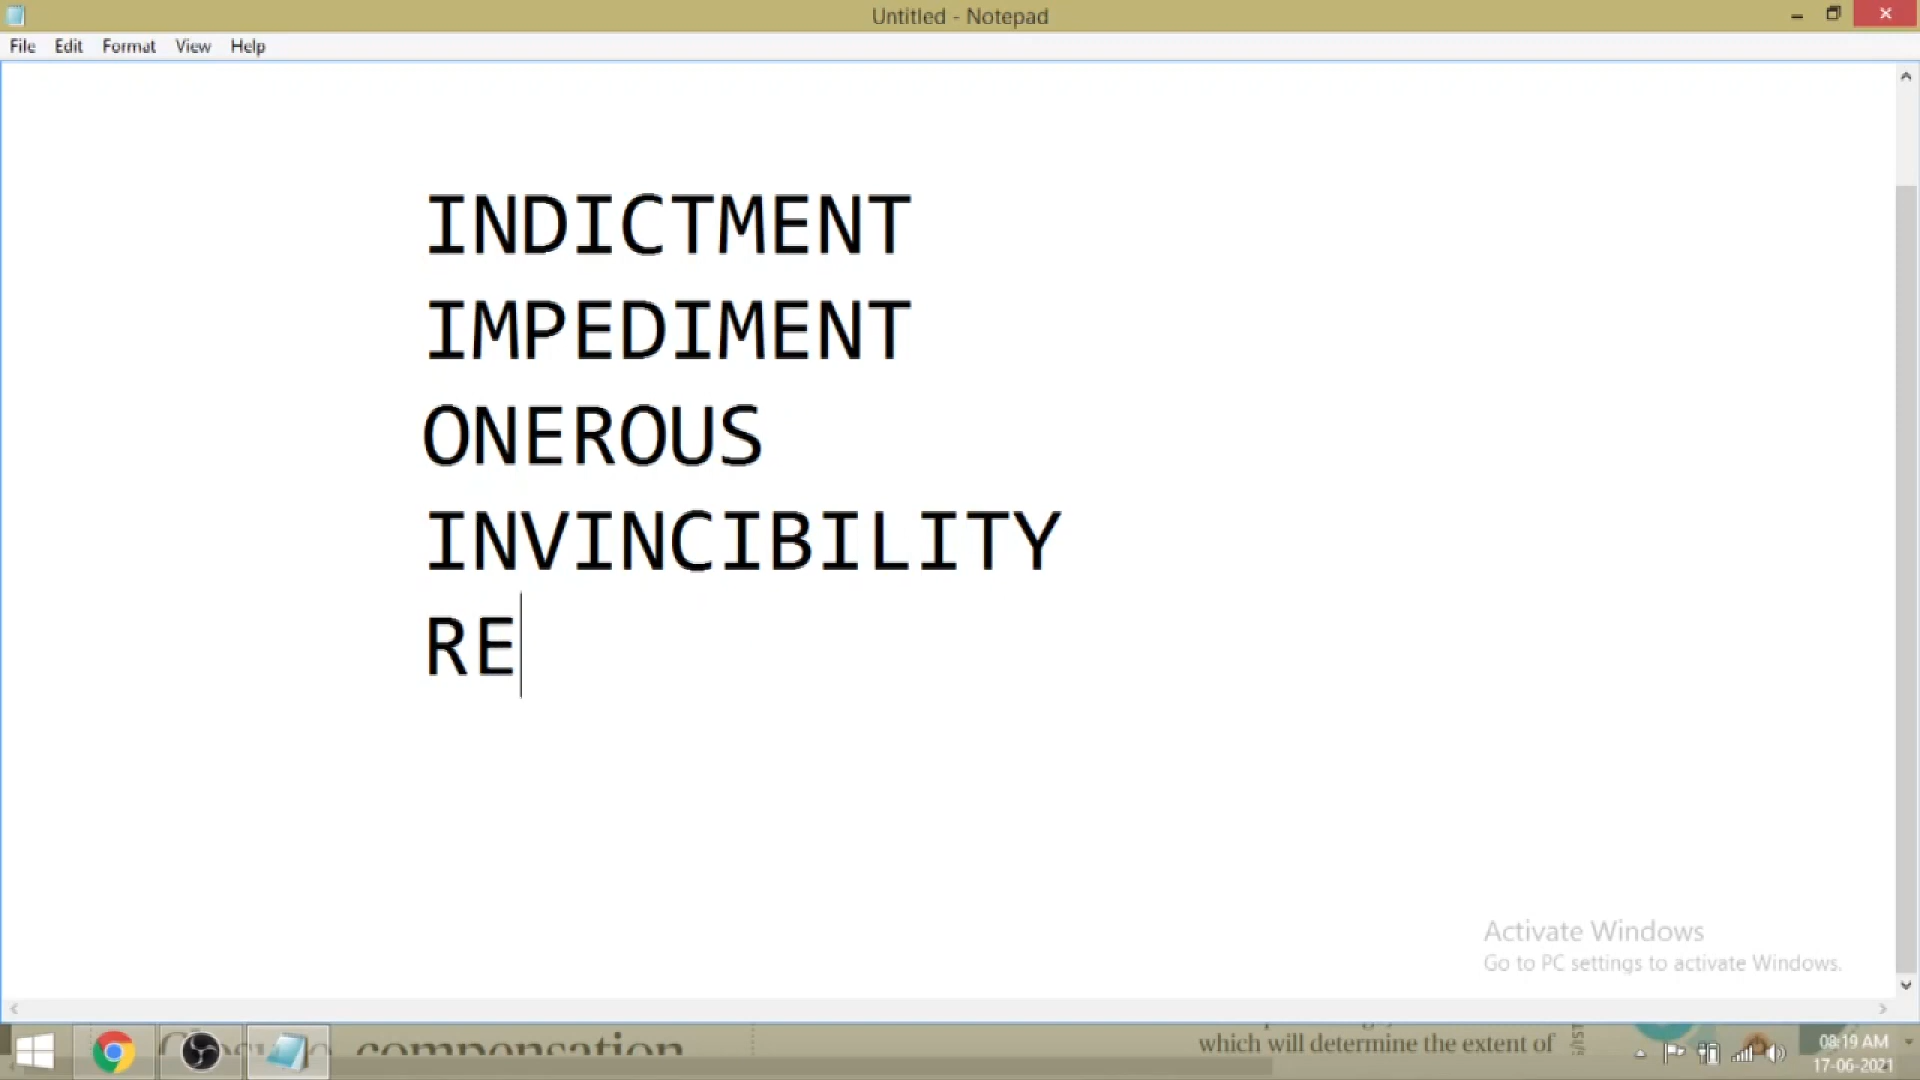 Untitled - Notepad
File Edit Format View Help
INDICTMENT
IMPEDIMENT
ONEROUS
INVINCIBILITY
RE
Activate Windows
Go to PC settings to activate Windows.
compensation
which will determine the extent of
08:19 AM
17-06-2021